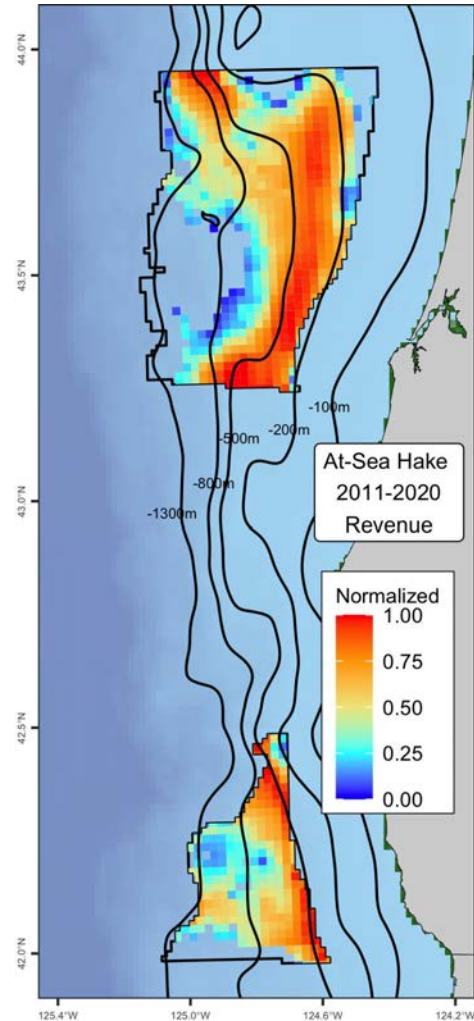 44.0°N
43.5°N
-100m
-200m
-500m
At-Sea Hake
2011-2020
Revenue
-800m
43.0°N
-1300m
Normalized
1.00
0.75
0.50
0.25
0.00
42.5°N
42.0°N
125.4°W
125.0°W
124.6°W
124.2°W